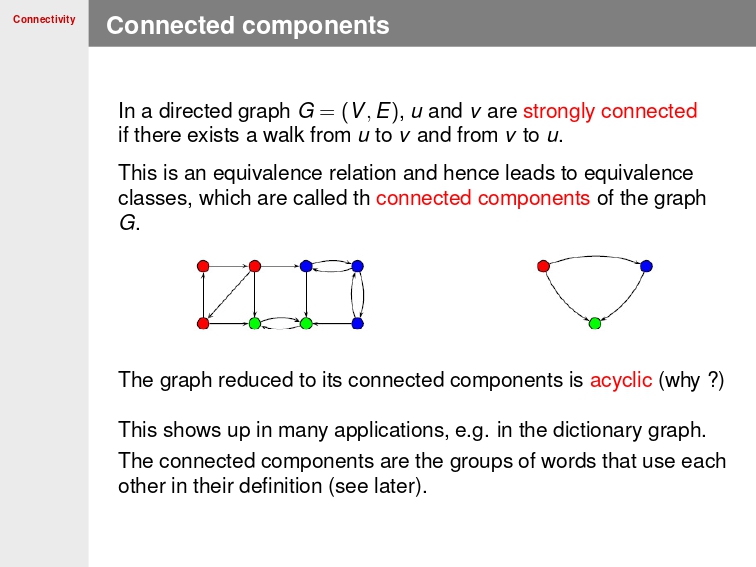 Connectivity
Connected components
In a directed graph G = (V, E), u and v are strongly connected
if there exists a walk from u to v and from v to u.
This is an equivalence relation and hence leads to equivalence
classes, which are called th connected components of the graph
G.
The graph reduced to its connected components is acyclic (why ?)
This shows up in many applications, e.g. in the dictionary graph.
The connected components are the groups of words that use each
other in their definition (see later).